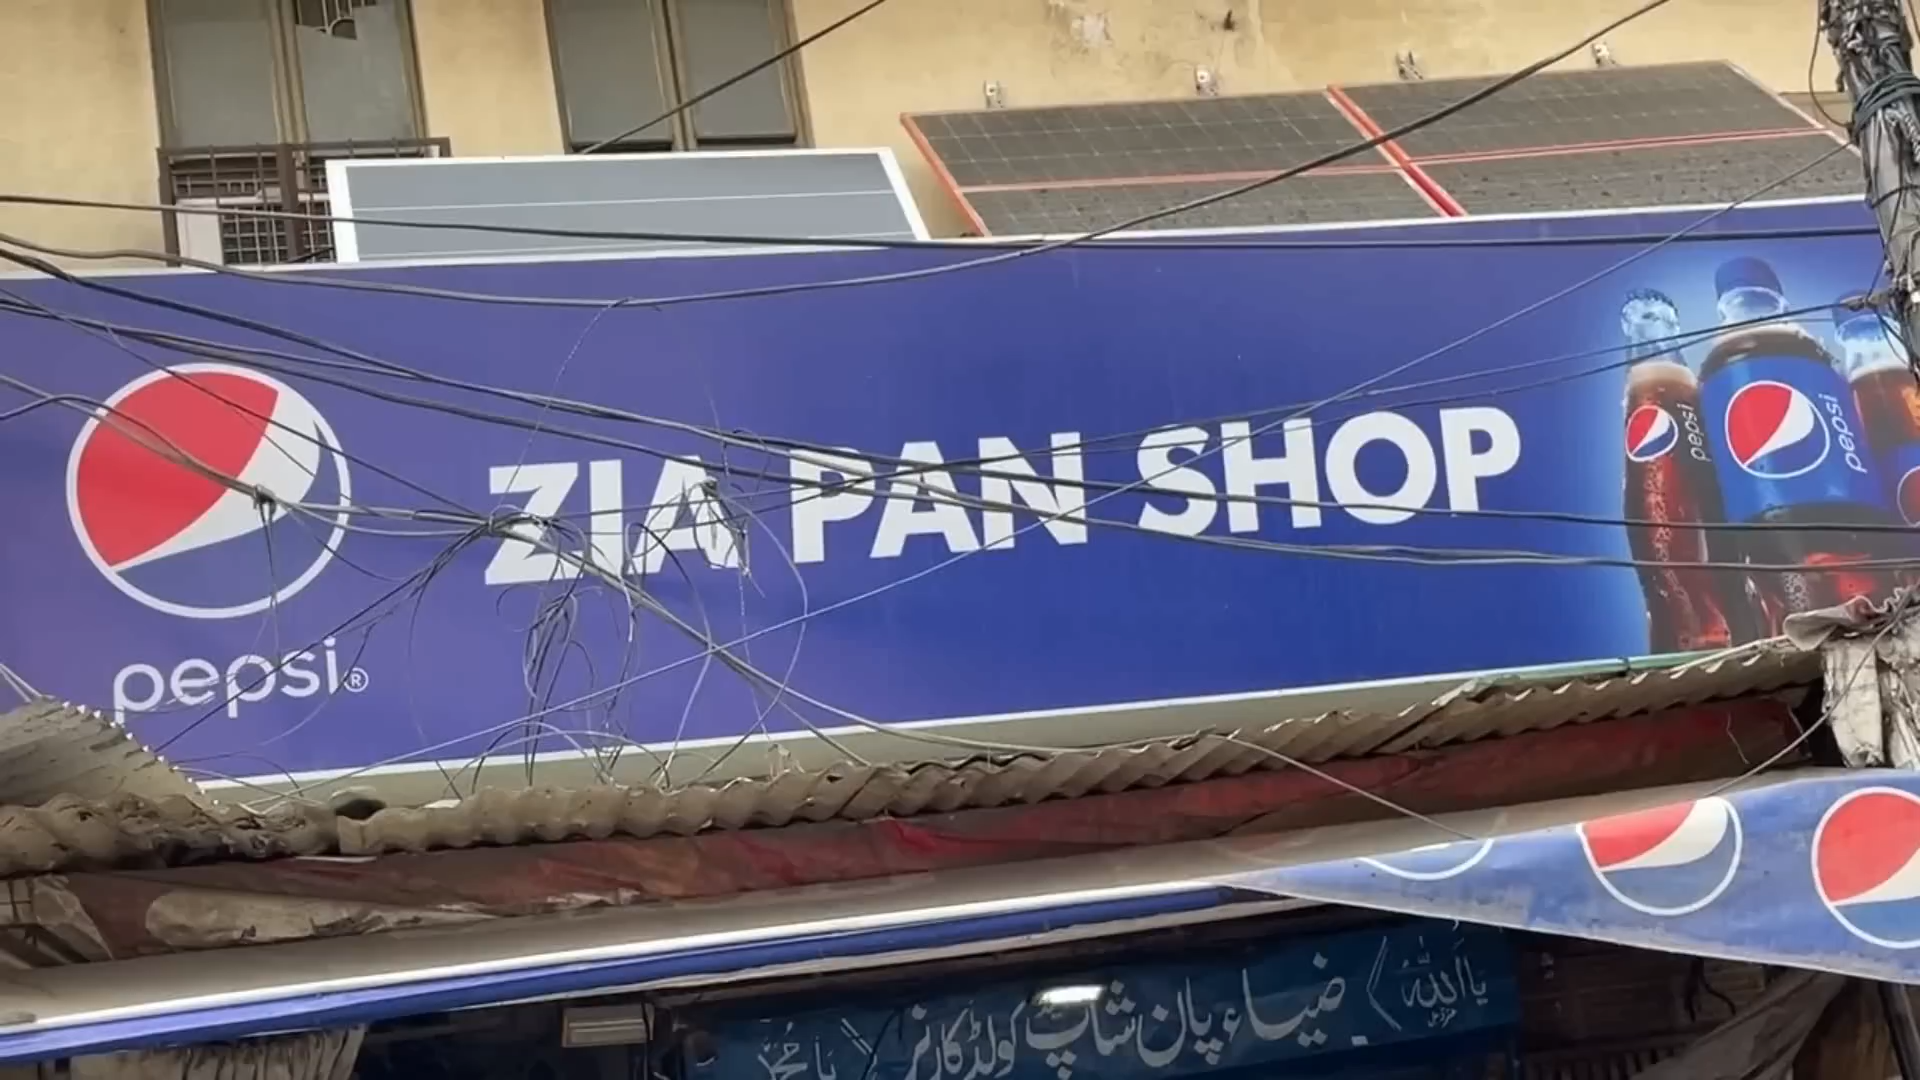 ZIA PAN SHOP
pepsi®
pepsi
pepsi
یا اللہ
ضیاء پان شاپ کولڈ کارنر
یا محمد